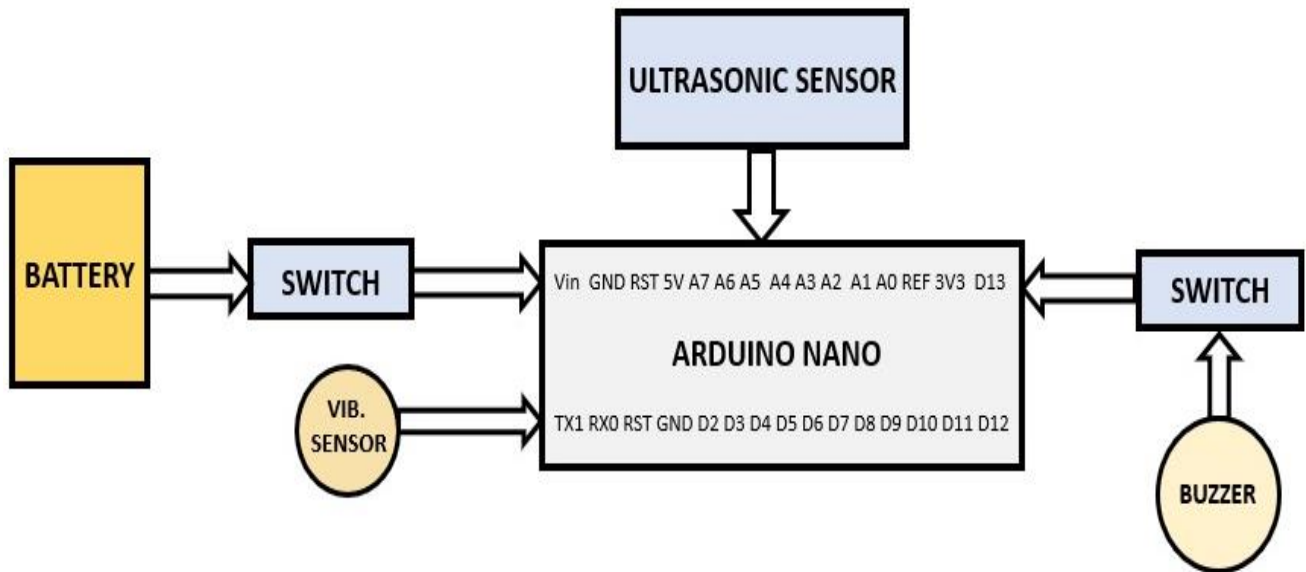 ULTRASONIC SENSOR
BATTERY
SWITCH
Vin GND RST 5V A7 A6 A5 A4 A3 A2 A1 A0 REF 3V3 D13
SWITCH
ARDUINO NANO
VIB.
SENSOR
TX1 RX0 RST GND D2 D3 D4 D5 D6 D7 D8 D9 D10 D11 D12
BUZZER